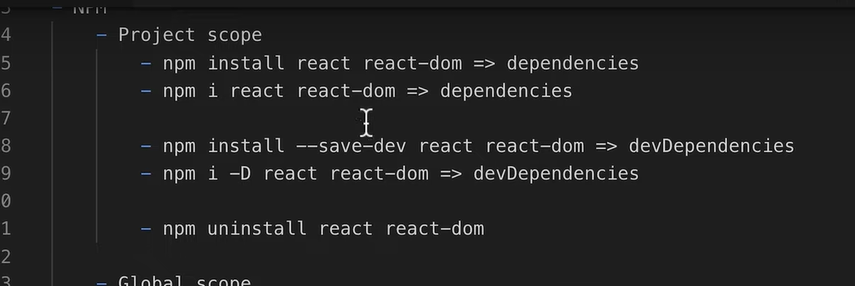 - NPM
4 - Project scope
5 - npm install react react-dom => dependencies
6 - npm i react react-dom => dependencies
7
8 - npm install --save-dev react react-dom => devDependencies
9 - npm i -D react react-dom => devDependencies
0
1 - npm uninstall react react-dom
2
3 - Global scope